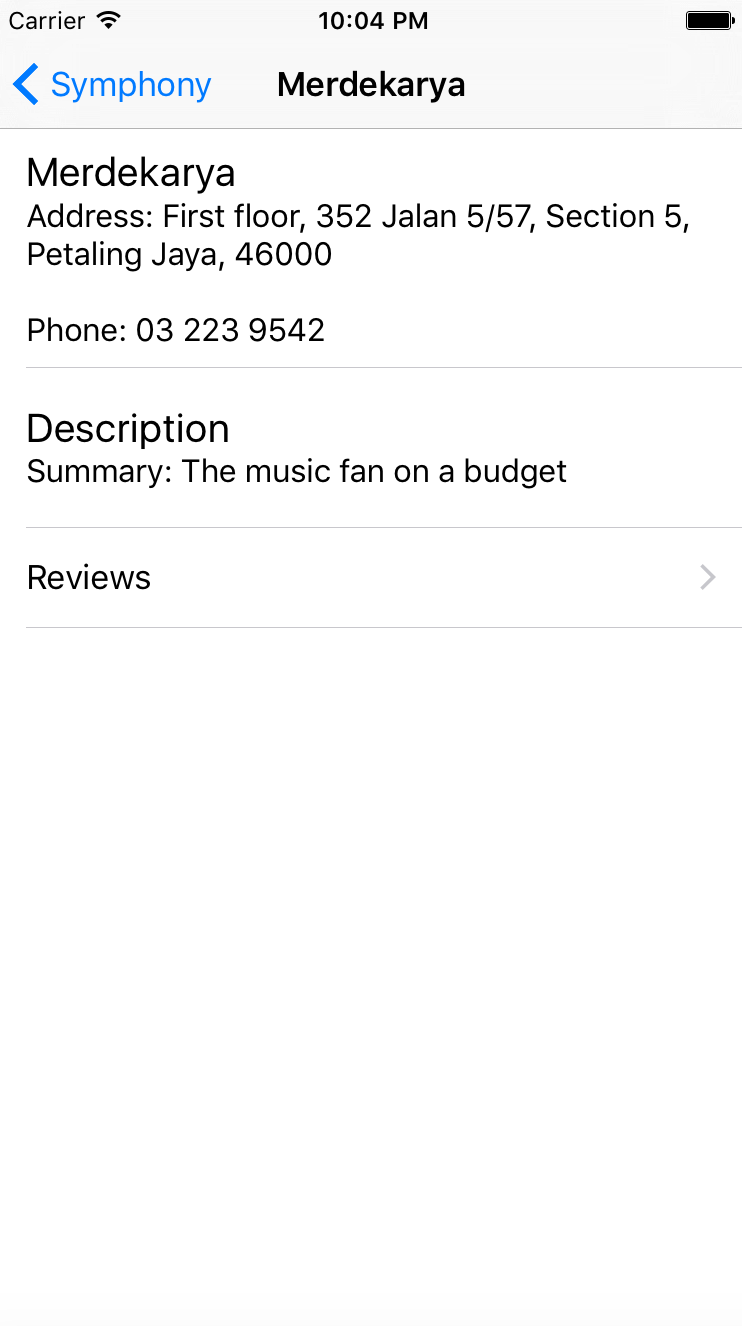 Carrier 10:04 PM
Symphony Merdekarya
Merdekarya
Address: First floor, 352 Jalan 5/57, Section 5,
Petaling Jaya, 46000
Phone: 03 223 9542
Description
Summary: The music fan on a budget
Reviews